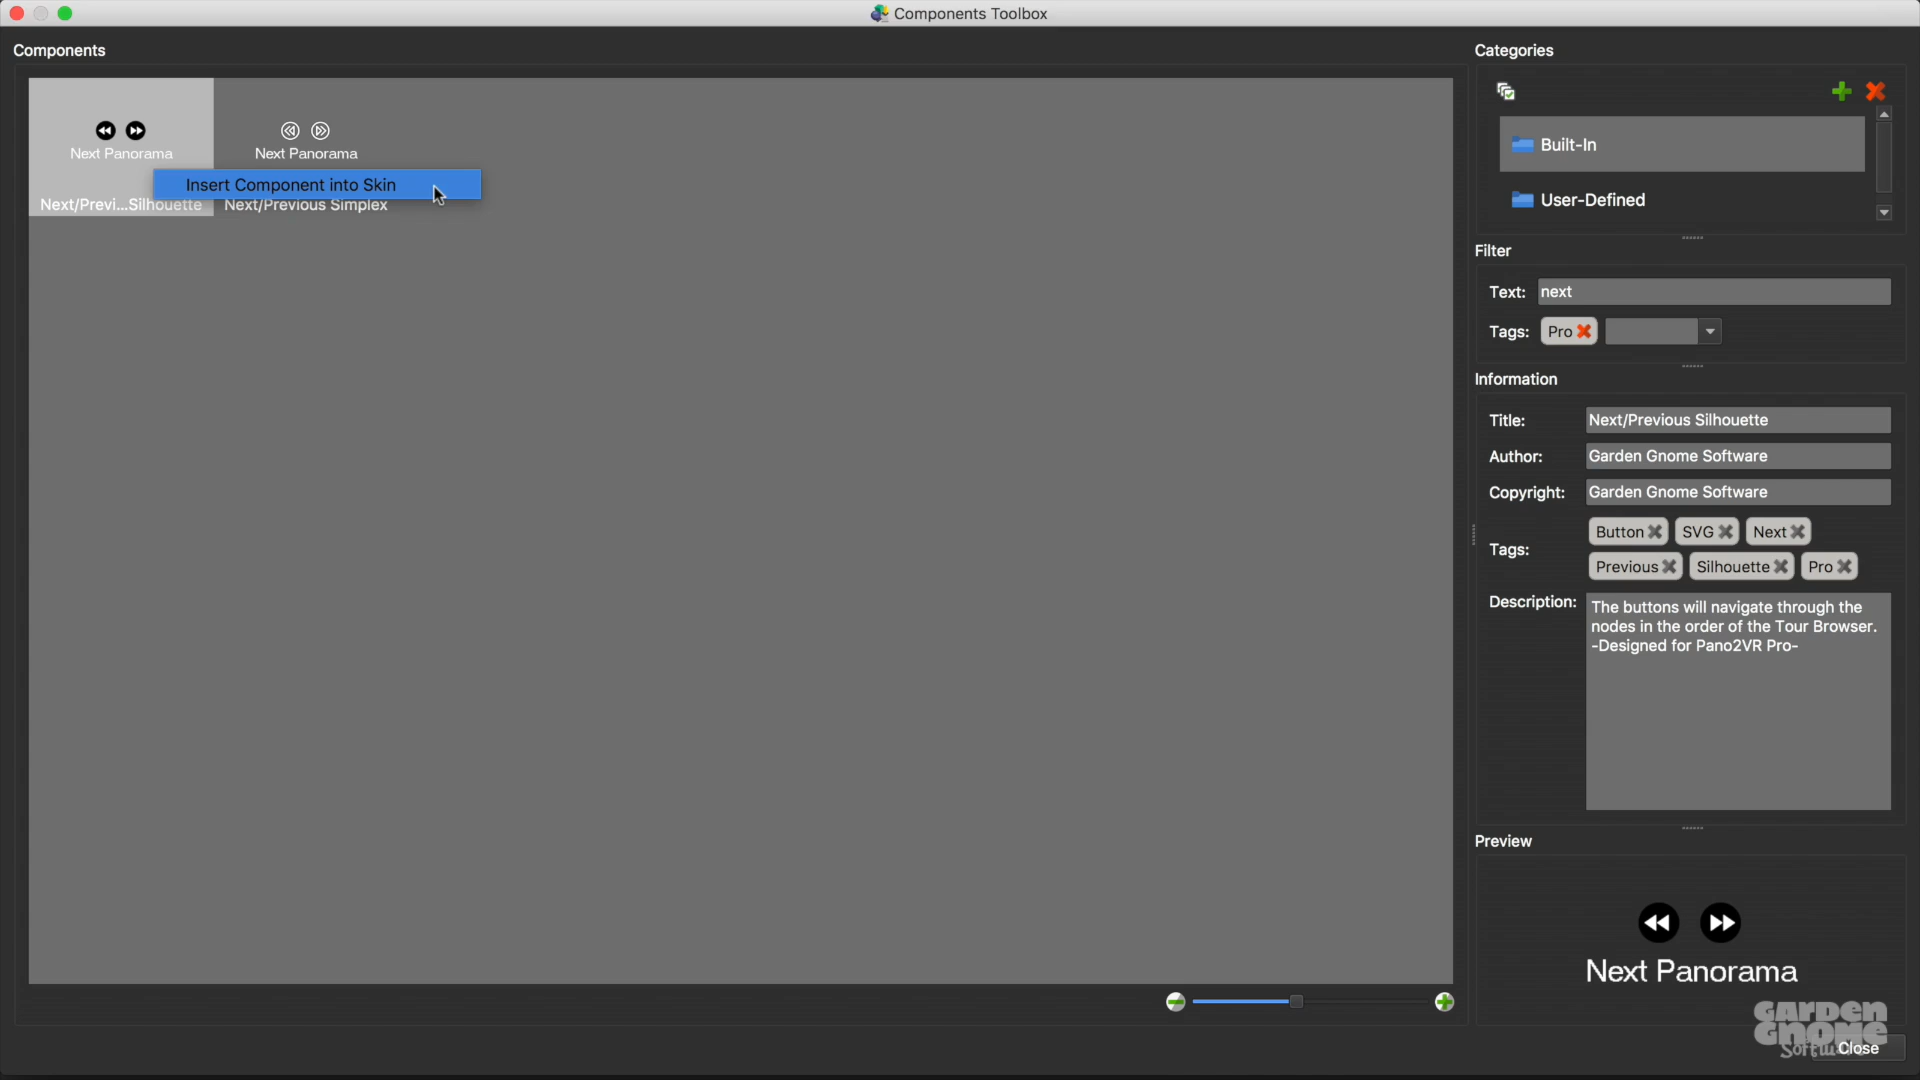 Components Toolbox
Components
Next Panorama
Next Panorama
Insert Component into Skin
Next/Previ...Silhouette
Next/Previous Simplex
Categories
Built-In
User-Defined
Filter
Text: next
Tags: Pro
Information
Title: Next/Previous Silhouette
Author: Garden Gnome Software
Copyright: Garden Gnome Software
Tags: Button SVG Next
Previous Silhouette Pro
Description: The buttons will navigate through the
nodes in the order of the Tour Browser.
-Designed for Pano2VR Pro-
Preview
Next Panorama
GARDEN
GNOME
Software
Close